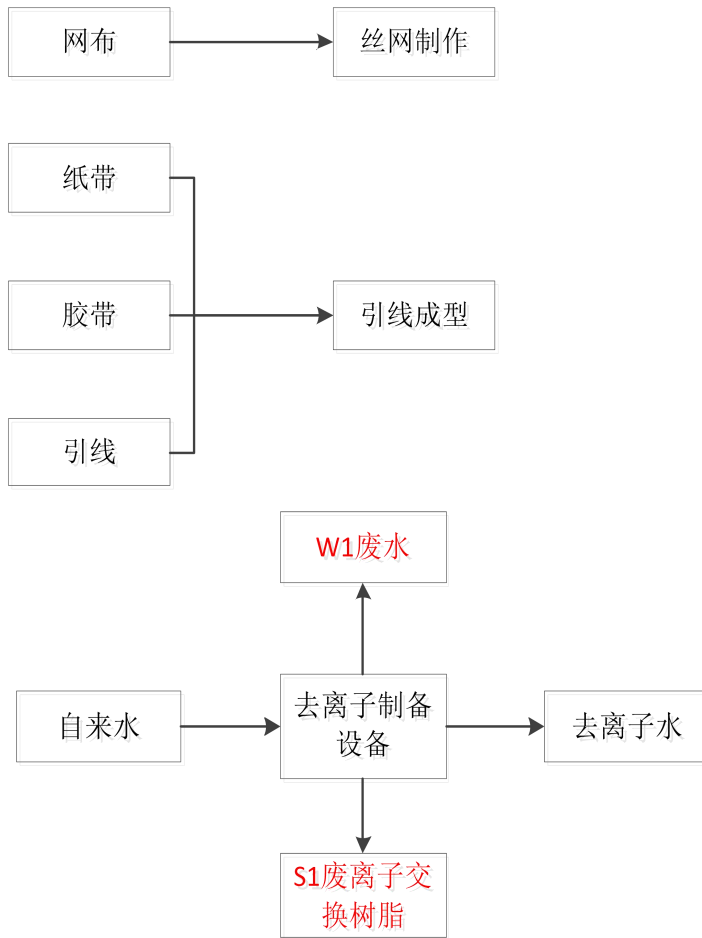 网布
丝网制作
纸带
胶带
引线成型
引线
W1废水
自来水
去离子制备
设备
去离子水
S1废离子交
换树脂